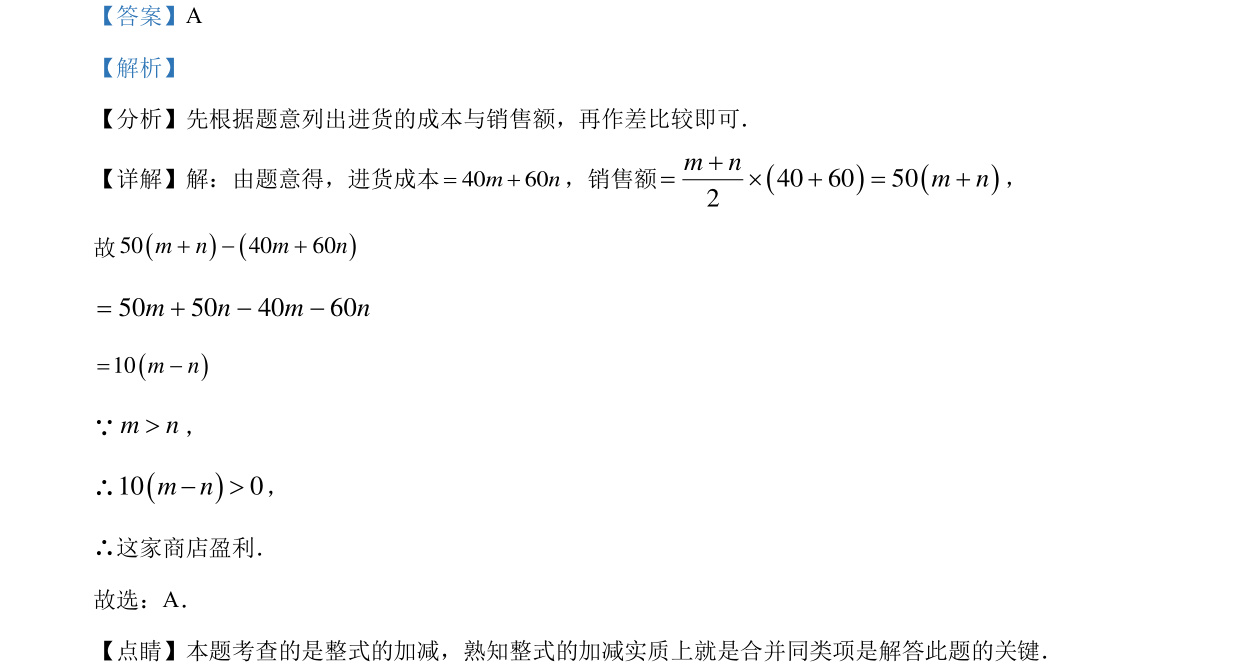 【答案】A
【解析】
【分析】先根据题意列出进货的成本与销售额，再作差比较即可．
【详解】解：由题意得，进货成本=40m+60n，销售额=\frac{m+n}{2}×(40+60)=50(m+n)，
故50(m+n)−(40m+60n)
=50m+50n−40m−60n
=10(m−n)
∵m>n，
∴10(m−n)>0，
∴这家商店盈利．
故选：A．
【点睛】本题考查的是整式的加减，熟知整式的加减实质上就是合并同类项是解答此题的关键．